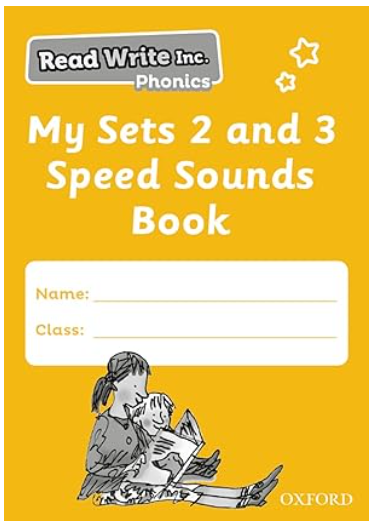 Read Write Inc.
Phonics
My Sets 2 and 3
Speed Sounds
Book
Name:
Class:
OXFORD